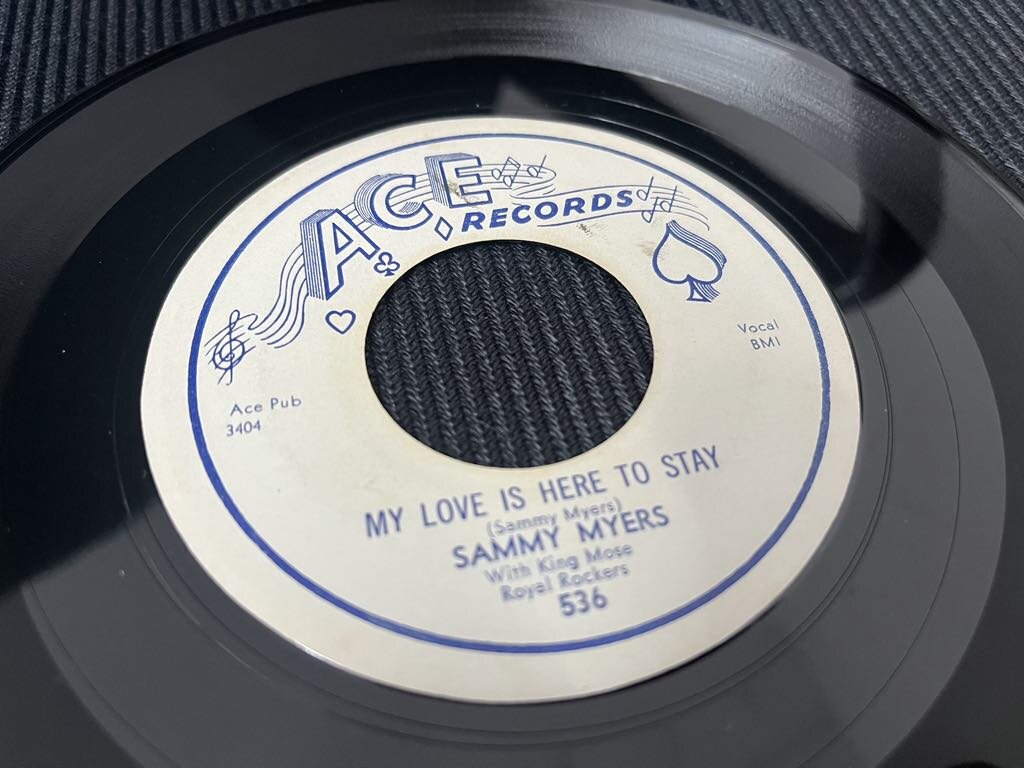 ACE
RECORDS
Vocal
BMI
Ace Pub
3404
MY LOVE IS HERE TO STAY
(Sammy Myers)
SAMMY MYERS
With King Mose
Royal Rockers
536